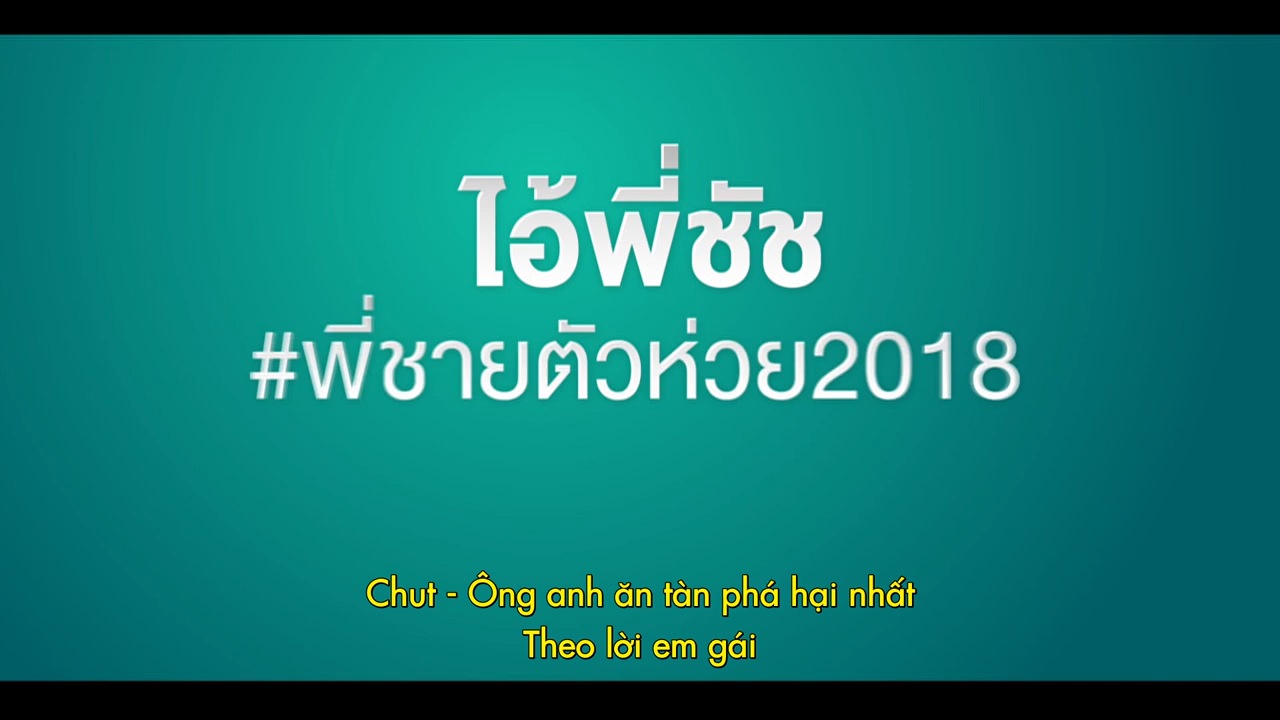 ไอ้พี่ชัช
#พี่ชายตัวห่วย2018
Chut - Ông anh ăn tàn phá hại nhất
Theo lời em gái